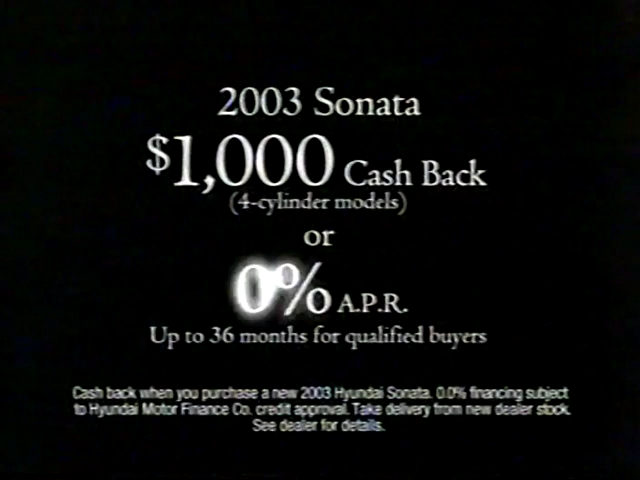 2003 Sonata
$1,000 Cash Back
(4-cylinder models)
or
0% A.P.R.
Up to 36 months for qualified buyers
Cash back when you purchase a new 2003 Hyundai Sonata. 0.0% financing subject
to Hyundai Motor Finance Co. credit approval. Take delivery from new dealer stock.
See dealer for details.